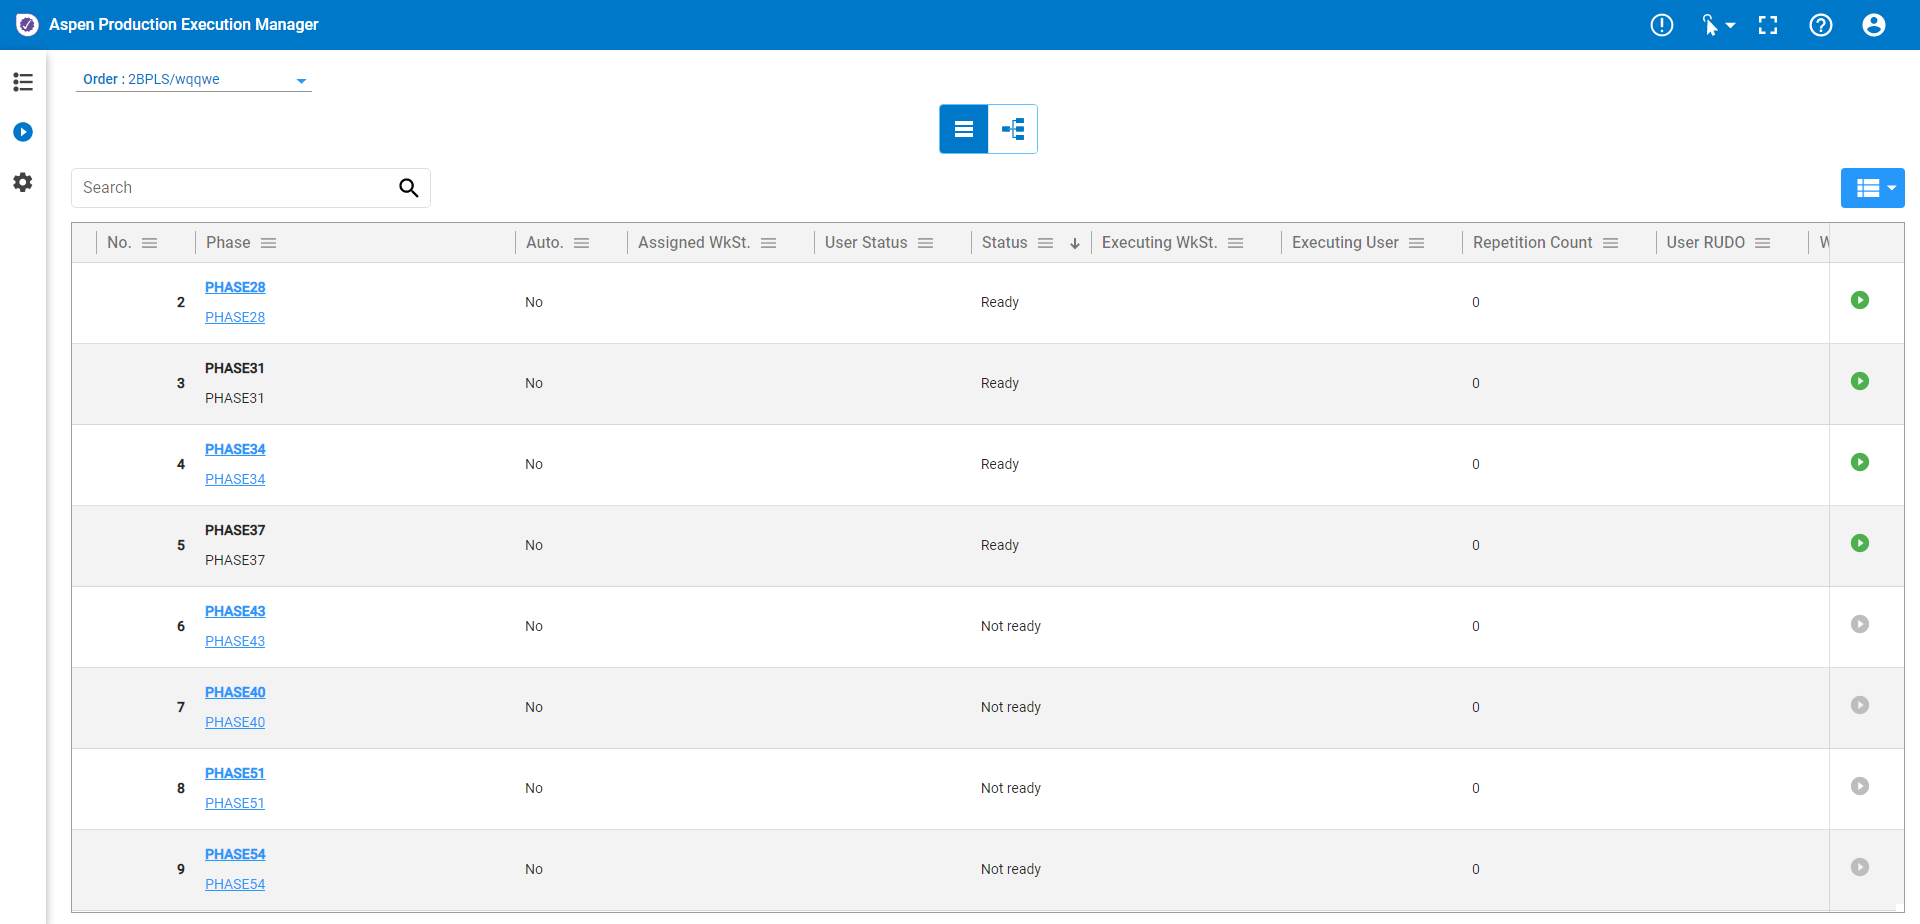 Aspen Production Execution Manager
Order : 2BPLS/wqqwe
Search
No. Phase Auto. Assigned WkSt. User Status Status Executing WkSt. Executing User Repetition Count User RUDO
PHASE28
2 No Ready 0
PHASE28
PHASE31
3 No Ready 0
PHASE31
PHASE34
4 No Ready 0
PHASE34
PHASE37
5 No Ready 0
PHASE37
PHASE43
6 No Not ready 0
PHASE43
PHASE40
7 No Not ready 0
PHASE40
PHASE51
8 No Not ready 0
PHASE51
PHASE54
9 No Not ready 0
PHASE54